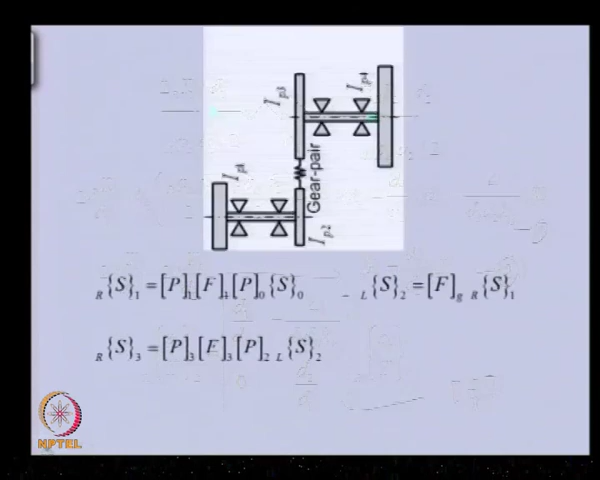 I_p3
I_p4
I_p1
Gear-pair
I_p2
_R{S}_1 = [P]_1[F]_1[P]_0{S}_0
_L{S}_2 = [F]_g _R{S}_1
_R{S}_3 = [P]_3[F]_3[P]_2 _L{S}_2
NPTEL